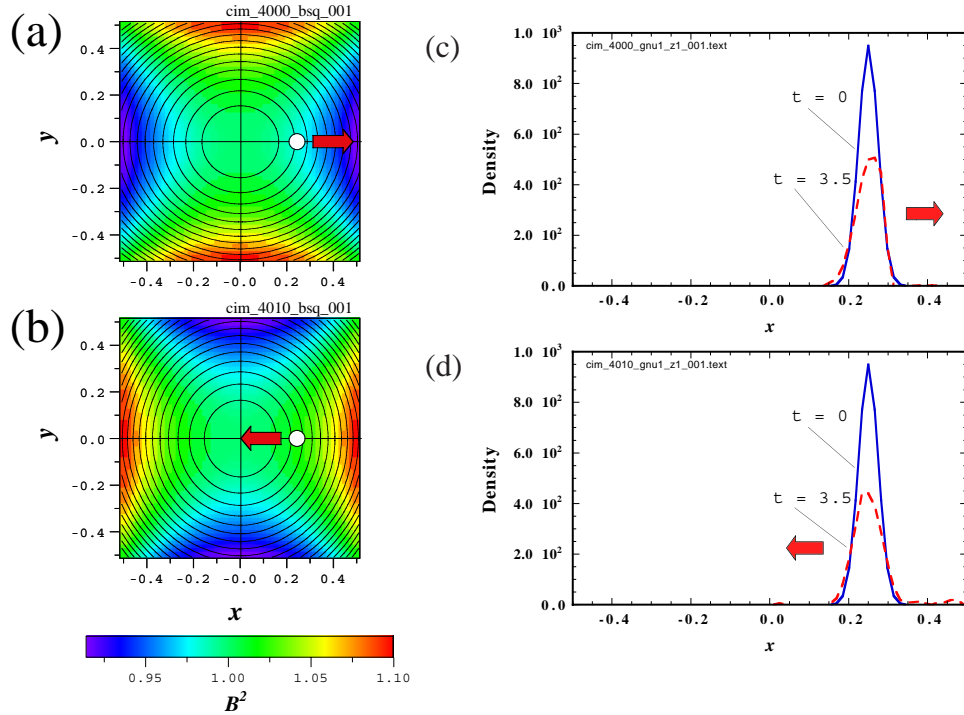 (a)
cim_4000_bsq_001
y
0.4
0.2
0.0
-0.2
-0.4
-0.4 -0.2 0.0 0.2 0.4
(b)
cim_4010_bsq_001
y
0.4
0.2
0.0
-0.2
-0.4
-0.4 -0.2 0.0 0.2 0.4
x
0.95 1.00 1.05 1.10
B²
(c)
1.0 10³
cim_4000_gnu1_z1_001.text
8.0 10²
6.0 10²
4.0 10²
2.0 10²
0.0
Density
t = 0
t = 3.5
-0.4 -0.2 0.0 0.2 0.4
x
(d)
1.0 10³
cim_4010_gnu1_z1_001.text
8.0 10²
6.0 10²
4.0 10²
2.0 10²
0.0
Density
t = 0
t = 3.5
-0.4 -0.2 0.0 0.2 0.4
x